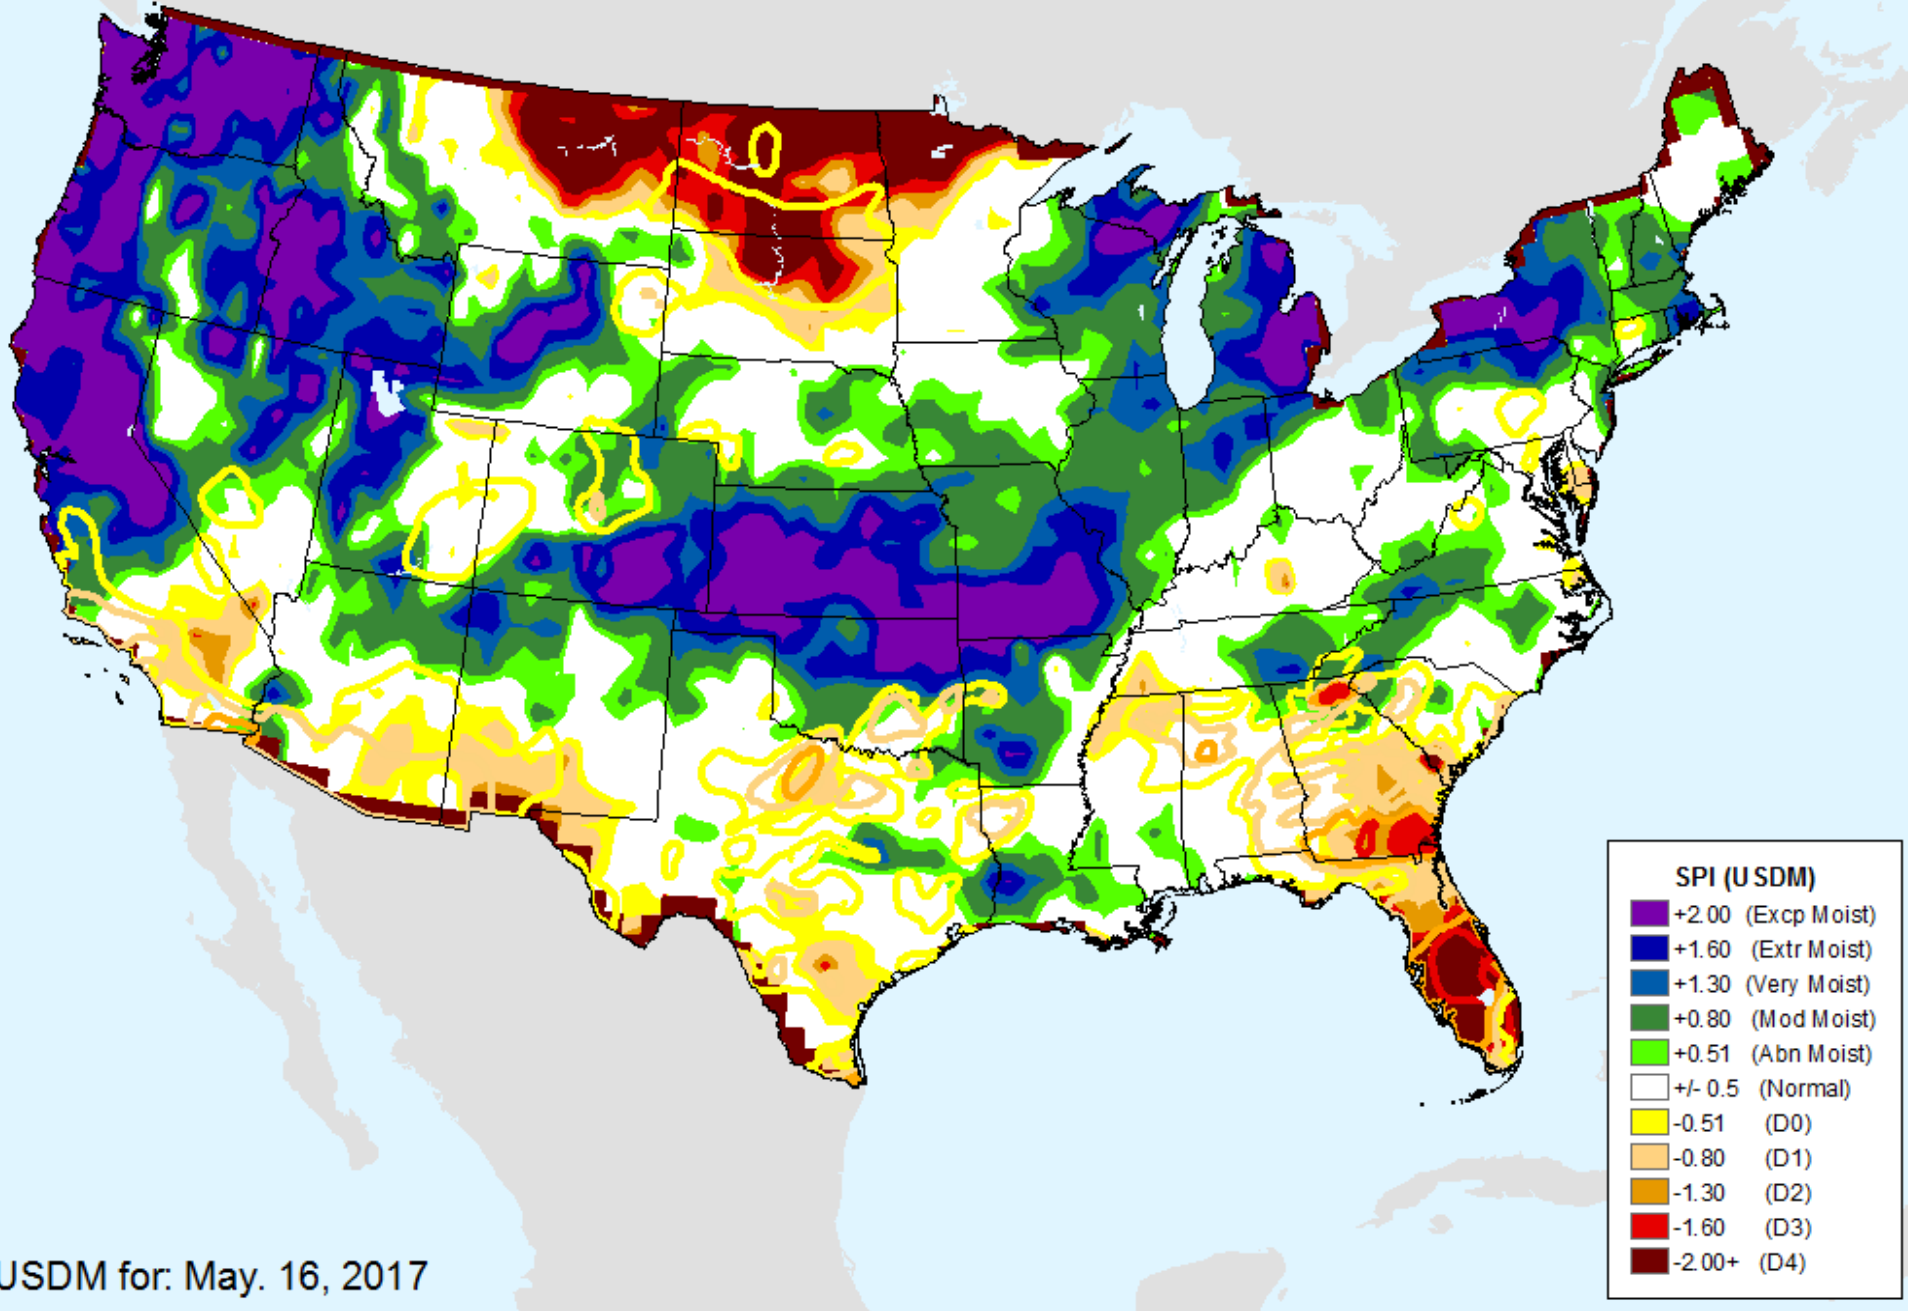 SPI (USDM)
+2.00 (Excp Moist)
+1.60 (Extr Moist)
+1.30 (Very Moist)
+0.80 (Mod Moist)
+0.51 (Abn Moist)
+/- 0.5 (Normal)
-0.51 (D0)
-0.80 (D1)
-1.30 (D2)
-1.60 (D3)
-2.00+ (D4)
USDM for: May. 16, 2017